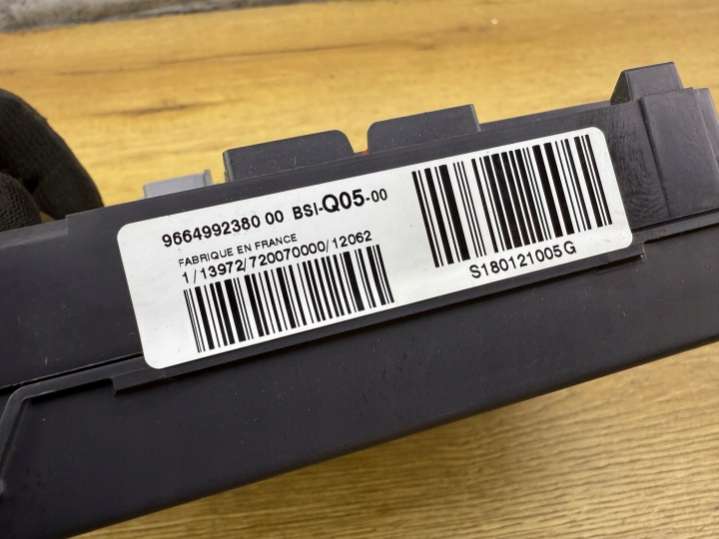 9664992380 00 BSI-Q05-00
FABRIQUE EN FRANCE
1/13972/720070000/12062
S180121005G